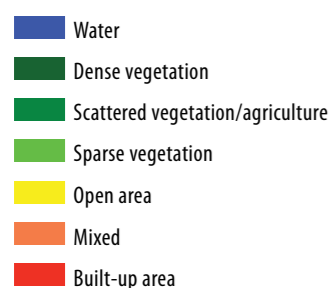 Water
Dense vegetation
Scattered vegetation/agriculture
Sparse vegetation
Open area
Mixed
Built-up area